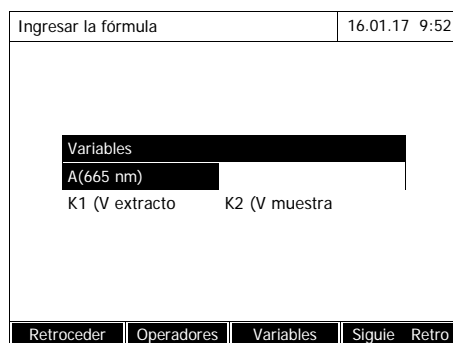 Ingresar la fórmula 16.01.17 9:52
Variables
A(665 nm)
K1 (V extracto K2 (V muestra
Retroceder Operadores Variables Siguie Retro